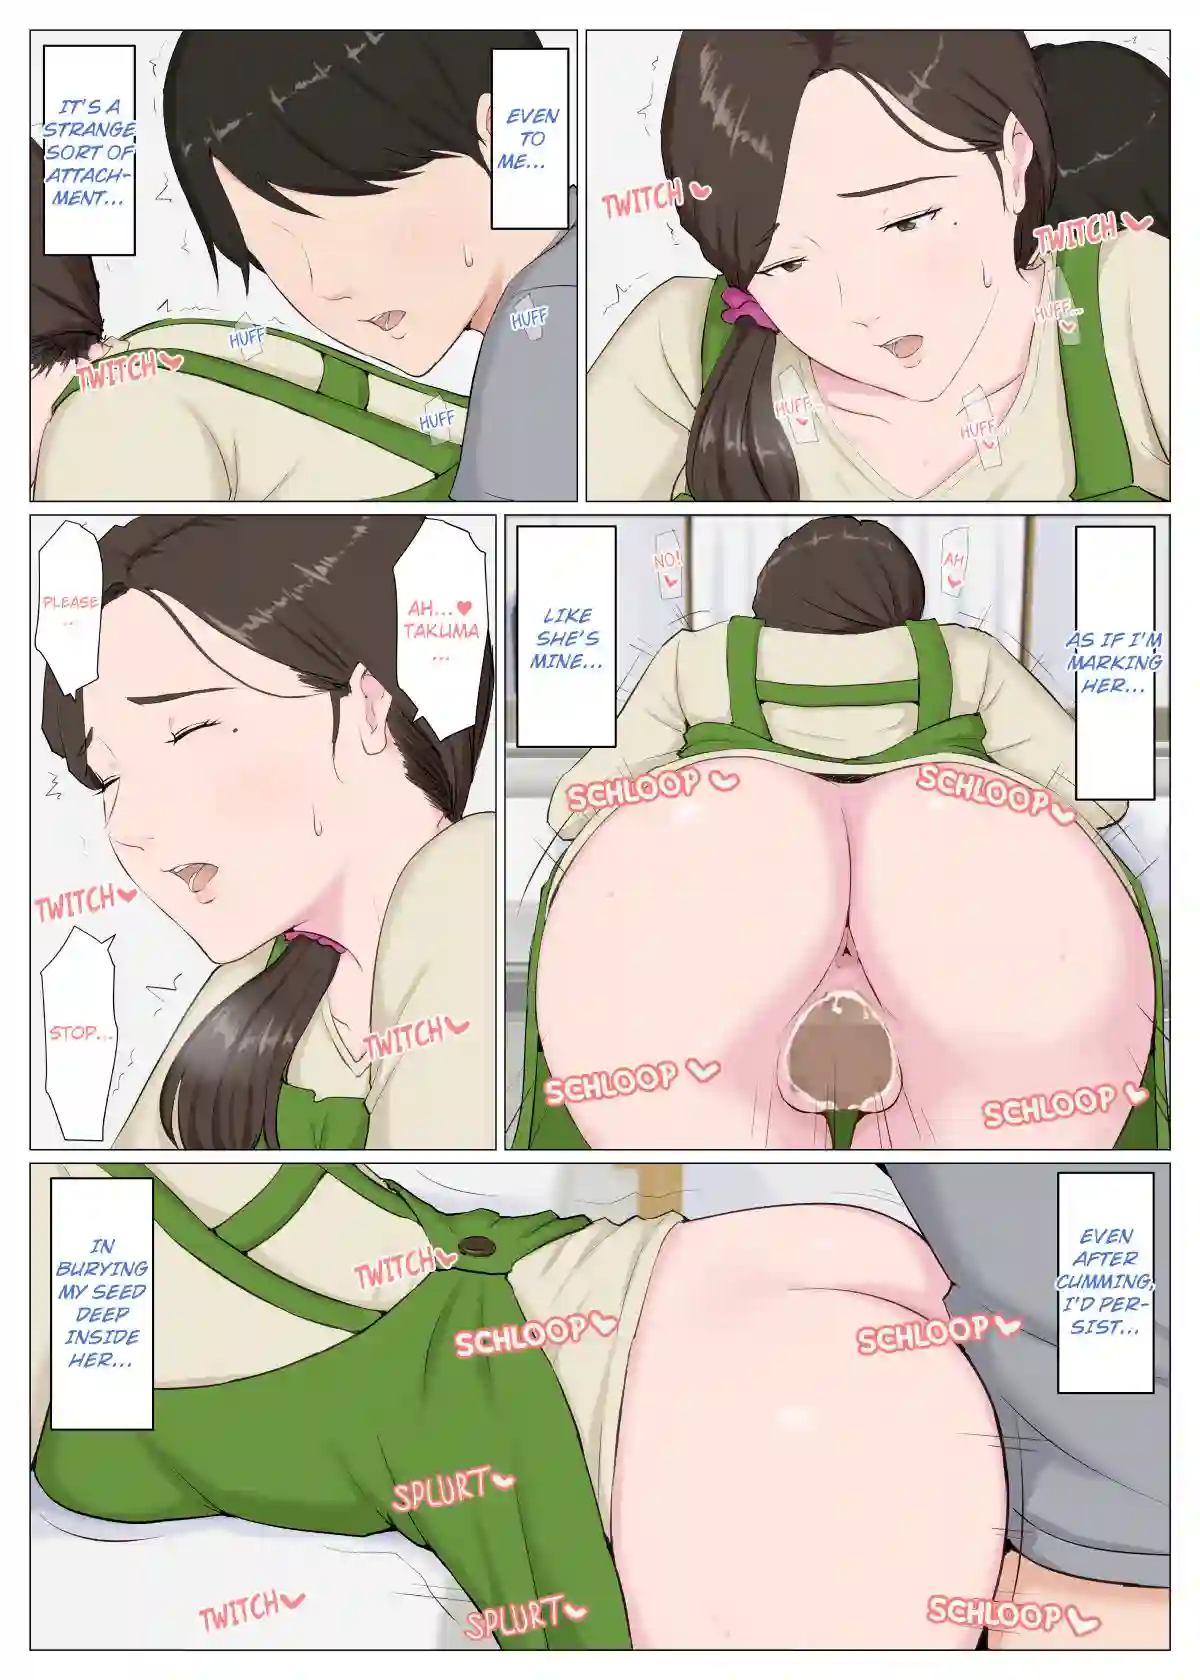 EVEN
TO
ME...
IT'S A
STRANGE
SORT OF
ATTACH-
MENT...
HUFF
HUFF
TWITCH
HUFF
TWITCH
TWITCH
HUFF...
HUFF...
HUFF...
PLEASE
...
AH...♥
TAKUMA
...
TWITCH
STOP...
TWITCH
NO!
AH
LIKE
SHE'S
MINE...
AS IF I'M
MARKING
HER...
SCHLOOP
SCHLOOP
SCHLOOP
SCHLOOP
EVEN
AFTER
CUMMING,
I'D PER-
SIST...
IN
BURYING
MY SEED
DEEP
INSIDE
HER...
TWITCH
SCHLOOP
SCHLOOP
SPLURT
TWITCH
SPLURT
SCHLOOP